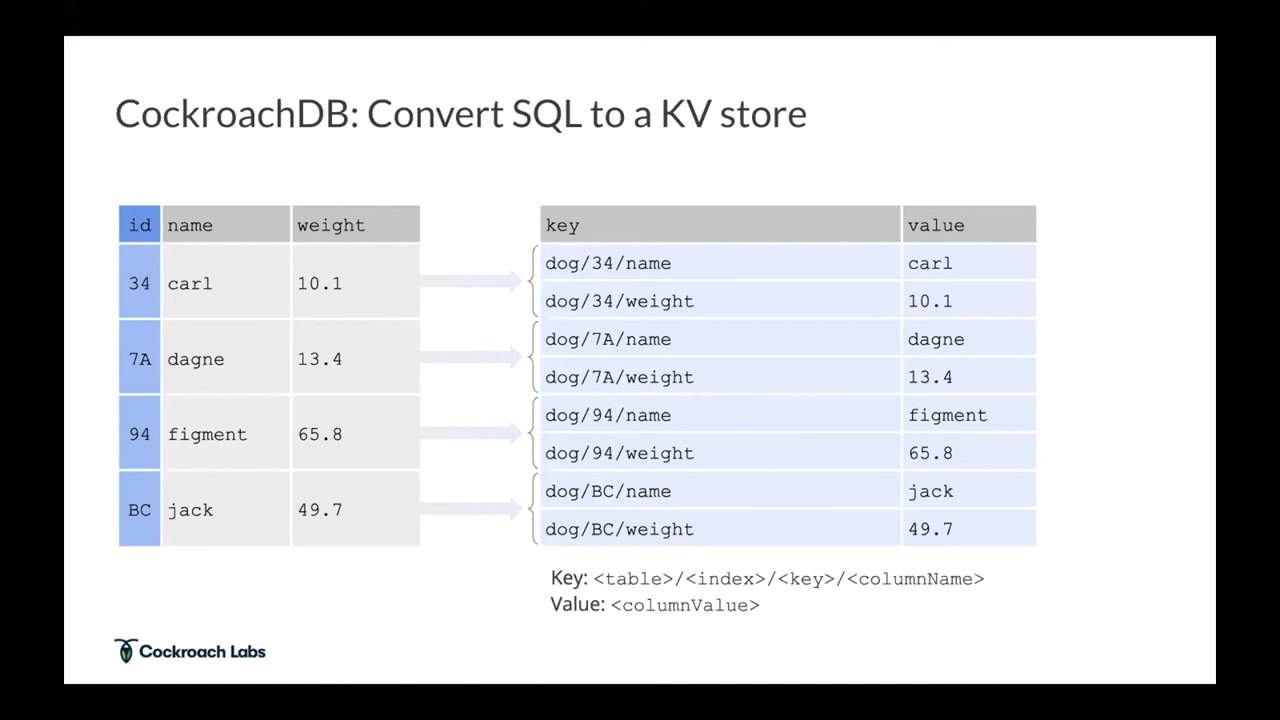 CockroachDB: Convert SQL to a KV store
id name weight
34 carl 10.1
7A dagne 13.4
94 figment 65.8
BC jack 49.7
key value
dog/34/name carl
dog/34/weight 10.1
dog/7A/name dagne
dog/7A/weight 13.4
dog/94/name figment
dog/94/weight 65.8
dog/BC/name jack
dog/BC/weight 49.7
Key: <table>/<index>/<key>/<columnName>
Value: <columnValue>
Cockroach Labs